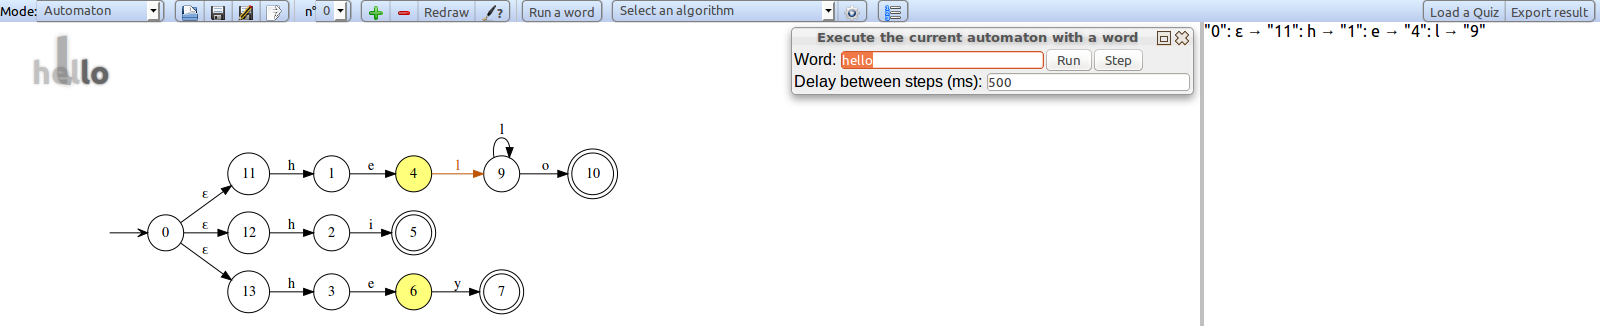 Mode: Automaton n° 0 Redraw ? Run a word Select an algorithm Load a Quiz Export result
Execute the current automaton with a word
"0": ε → "11": h → "1": e → "4": l → "9"
Word: hello Run Step
Delay between steps (ms): 500
hello
l
l
11 h 1 e 4 l 9 o 10
ε
0 ε 12 h 2 i 5
ε
13 h 3 e 6 y 7